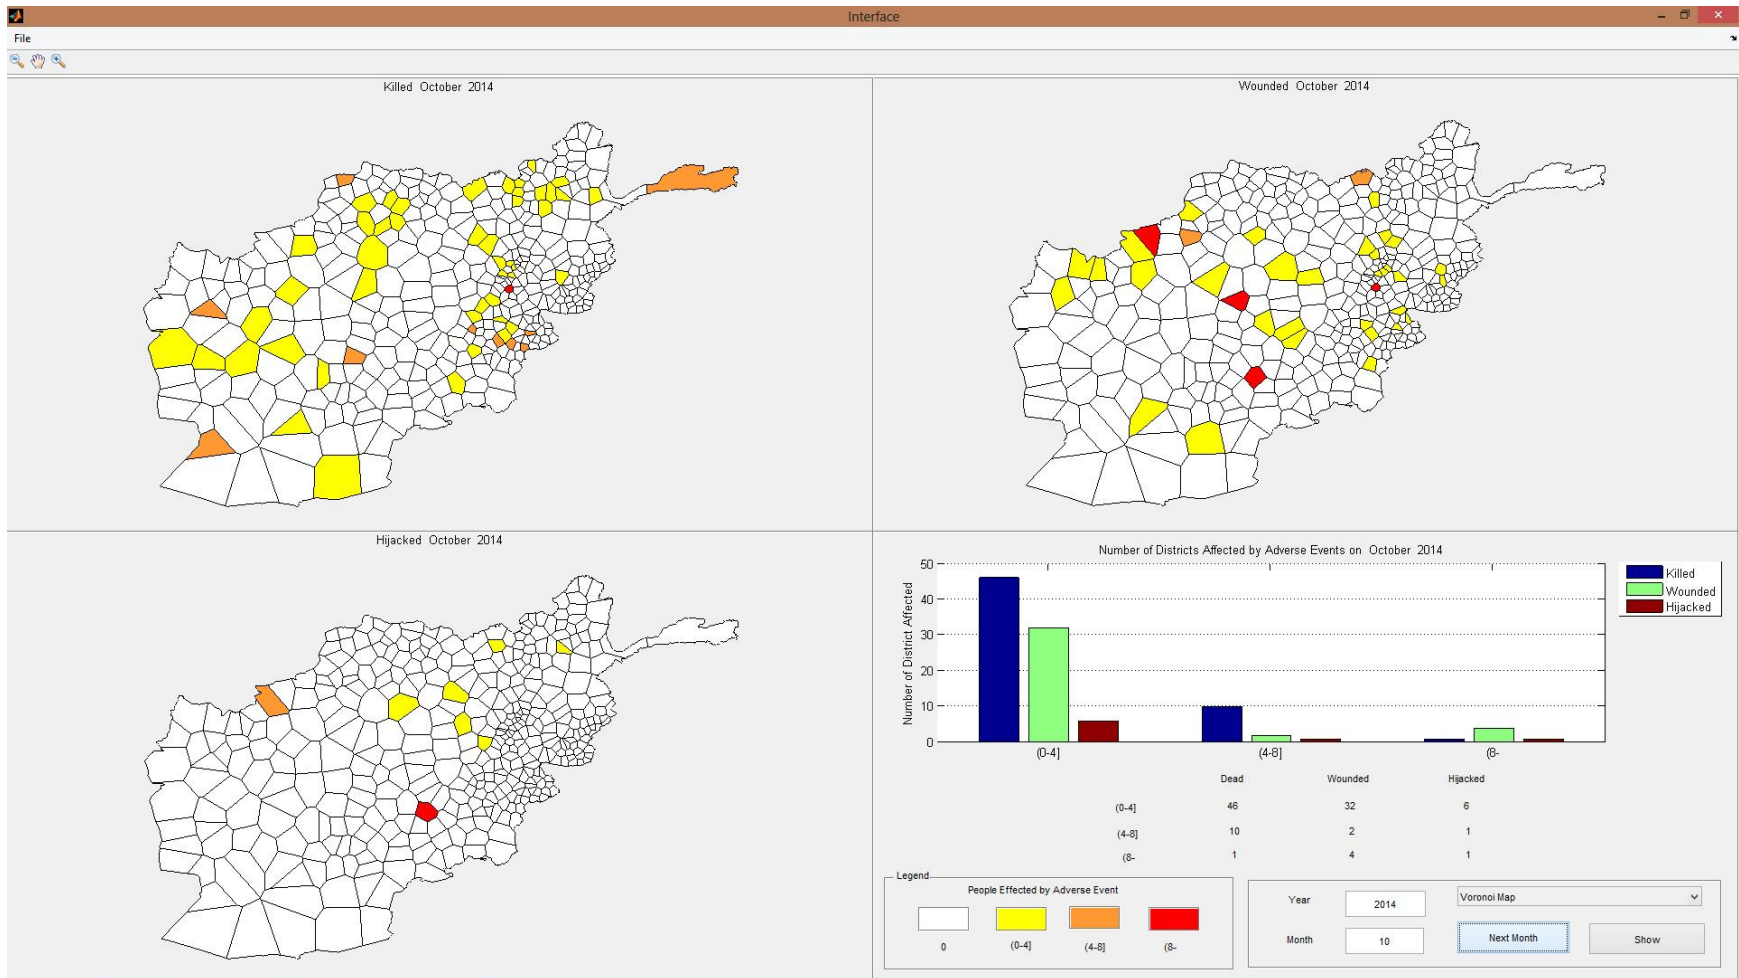 Interface
File
Killed October 2014
Wounded October 2014
Hijacked October 2014
Number of Districts Affected by Adverse Events on October 2014
Number of District Affected
50
40
30
20
10
0
(0-4]
(4-8]
(8-
Killed
Wounded
Hijacked
Dead Wounded Hijacked
(0-4] 46 32 6
(4-8] 10 2 1
(8- 1 4 1
Legend
People Effected by Adverse Event
0 (0-4] (4-8] (8-
Year 2014 Voronoi Map
Month 10 Next Month Show